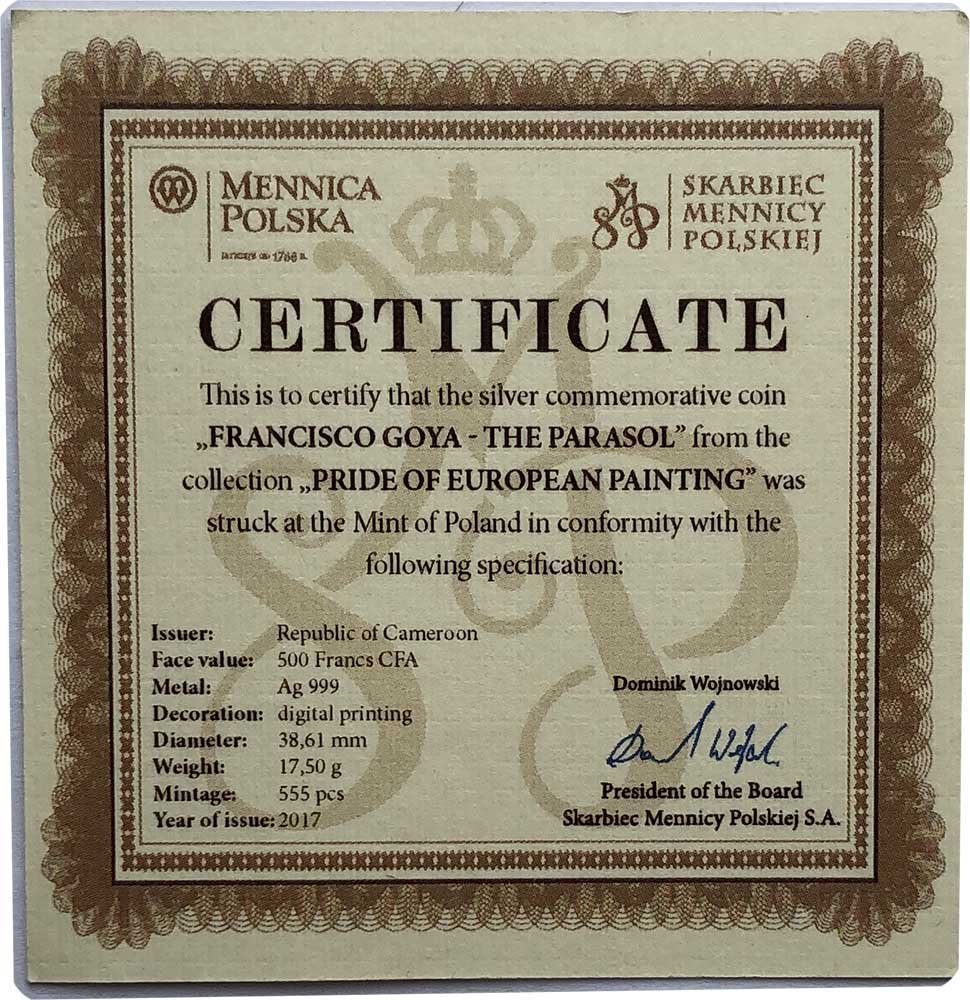 MENNICA
POLSKA
SKARBIEC
MENNICY
POLSKIEJ
CERTIFICATE
This is to certify that the silver commemorative coin
„FRANCISCO GOYA - THE PARASOL” from the
collection „PRIDE OF EUROPEAN PAINTING” was
struck at the Mint of Poland in conformity with the
following specification:
Issuer: Republic of Cameroon
Face value: 500 Francs CFA
Metal: Ag 999
Decoration: digital printing
Diameter: 38,61 mm
Weight: 17,50 g
Mintage: 555 pcs
Year of issue: 2017
Dominik Wojnowski
President of the Board
Skarbiec Mennicy Polskiej S.A.